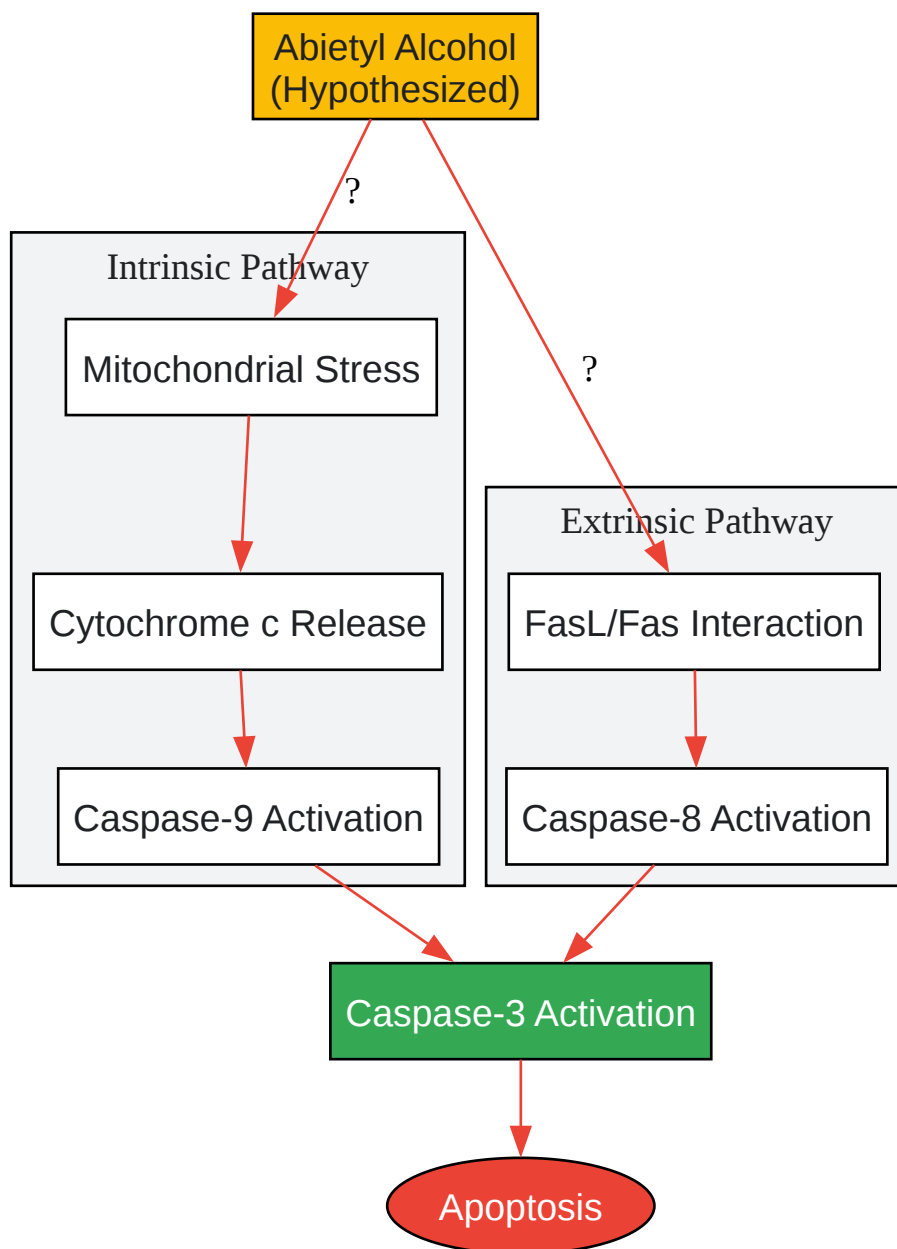 Abietyl Alcohol
(Hypothesized)
?
Intrinsic Pathway
Mitochondrial Stress
?
Extrinsic Pathway
Cytochrome c Release
FasL/Fas Interaction
Caspase-9 Activation
Caspase-8 Activation
Caspase-3 Activation
Apoptosis